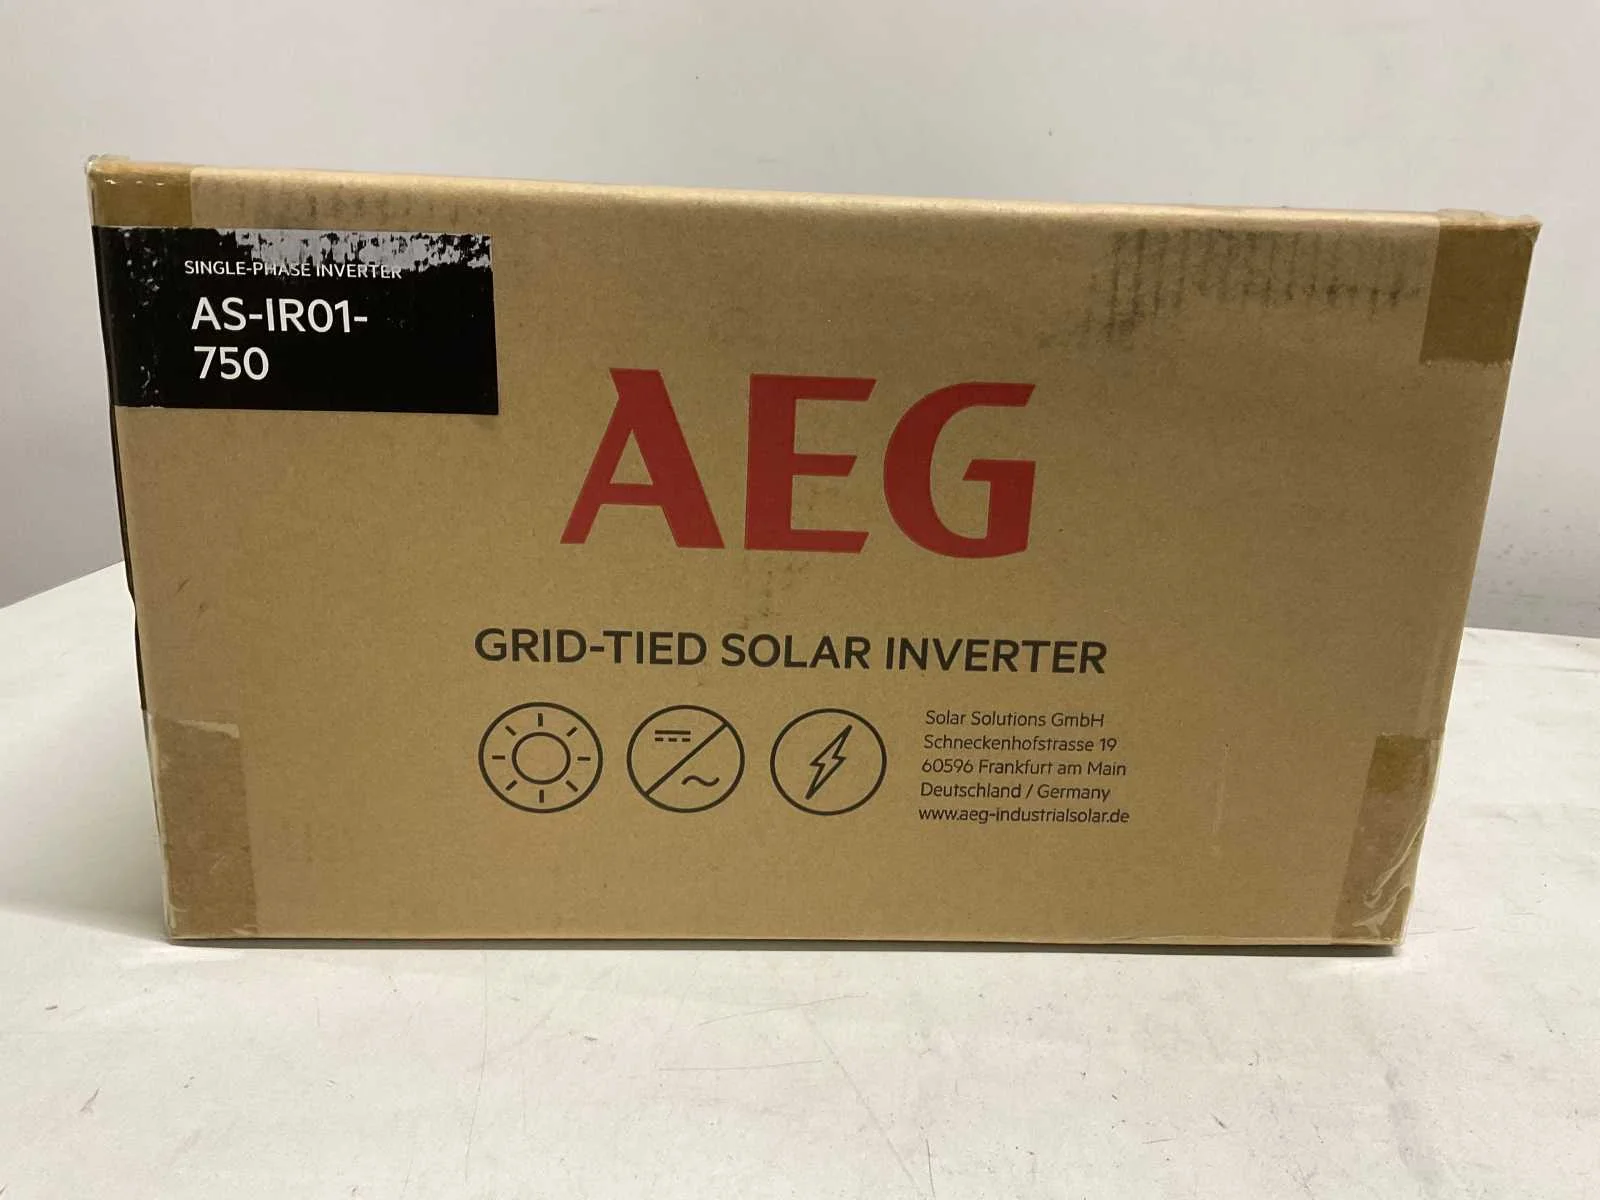 SINGLE-PHASE INVERTER
AS-IR01-
750
AEG
GRID-TIED SOLAR INVERTER
Solar Solutions GmbH
Schneckenhofstrasse 19
60596 Frankfurt am Main
Deutschland / Germany
www.aeg-industrialsolar.de